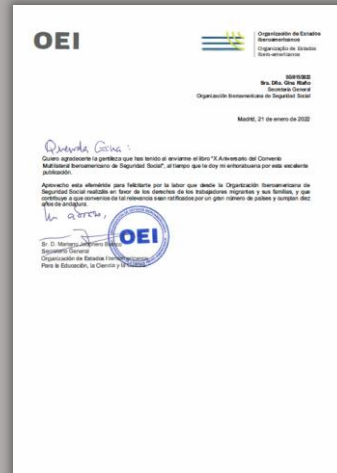 OEI
Organización de Estados
Iberoamericanos
Organização de Estados
Ibero-americanos
Sra. Dña. Gina Riaño
Secretaria General
Organización Iberoamericana de Seguridad Social
Madrid, 21 de enero de 2022
Querida Gina:
Quiero agradecerte la gentileza que has tenido al enviarme el libro "X Aniversario del Convenio
Multilateral Iberoamericano de Seguridad Social", al tiempo que te doy mi enhorabuena por esta excelente
publicación.
Aprovecho esta efeméride para felicitarte por la labor que desde la Organización Iberoamericana de
Seguridad Social realizáis en favor de los derechos de los trabajadores migrantes y sus familias, y que
contribuye a que convenios de tal relevancia sean ratificados por un gran número de países y cumplan diez
años de andadura.
Un abrazo,
OEI
Sr. D. Mariano Jabonero Blanco
Secretario General
Organización de Estados Iberoamericanos
Para la Educación, la Ciencia y la